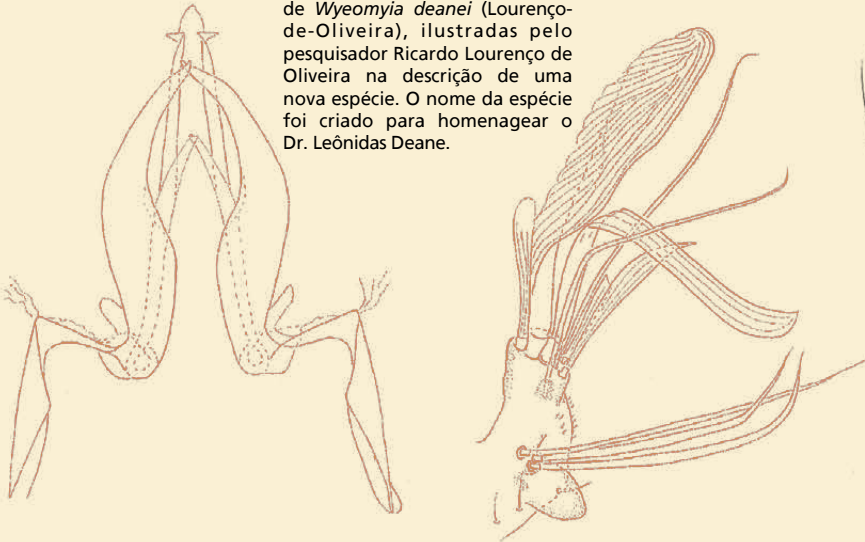 de Wyeomyia deanei (Lourenço-
de-Oliveira), ilustradas pelo
pesquisador Ricardo Lourenço de
Oliveira na descrição de uma
nova espécie. O nome da espécie
foi criado para homenagear o
Dr. Leônidas Deane.